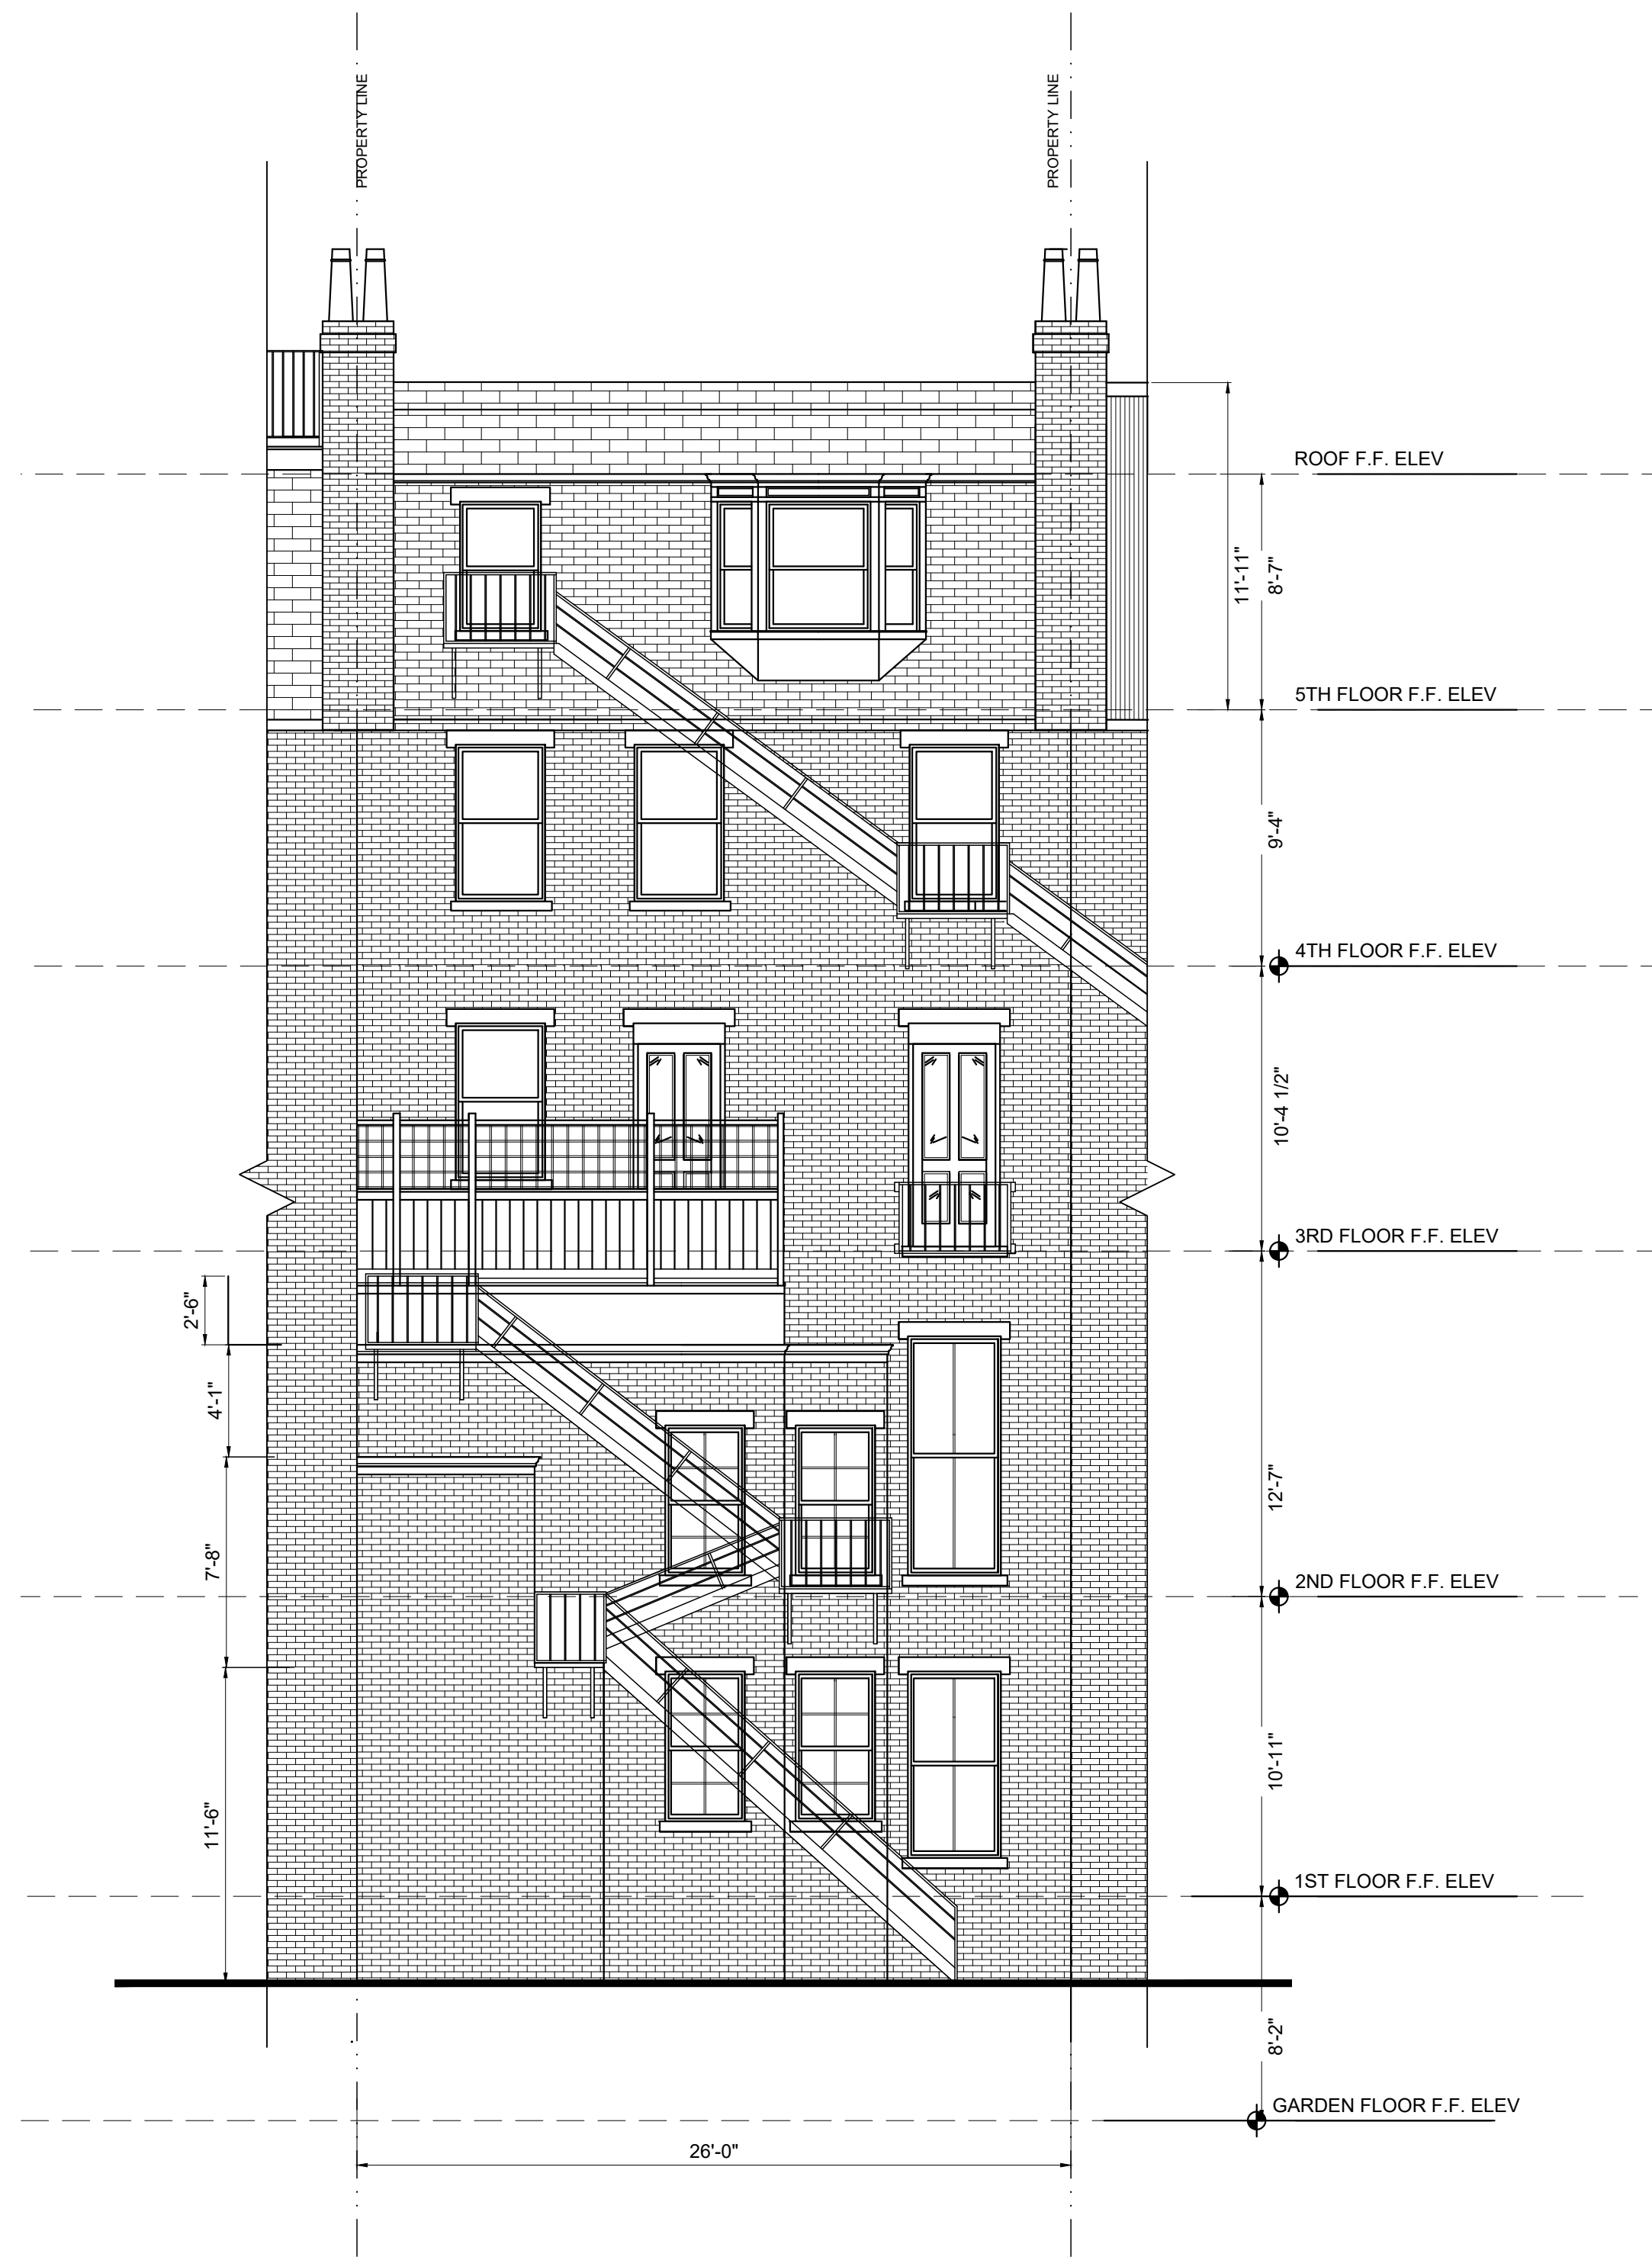 PROPERTY LINE
PROPERTY LINE
ROOF F.F. ELEV
11'-11"
8'-7"
5TH FLOOR F.F. ELEV
9'-4"
4TH FLOOR F.F. ELEV
10'-4 1/2"
3RD FLOOR F.F. ELEV
2'-6"
4'-1"
12'-7"
7'-8"
2ND FLOOR F.F. ELEV
10'-11"
11'-6"
1ST FLOOR F.F. ELEV
8'-2"
GARDEN FLOOR F.F. ELEV
26'-0"